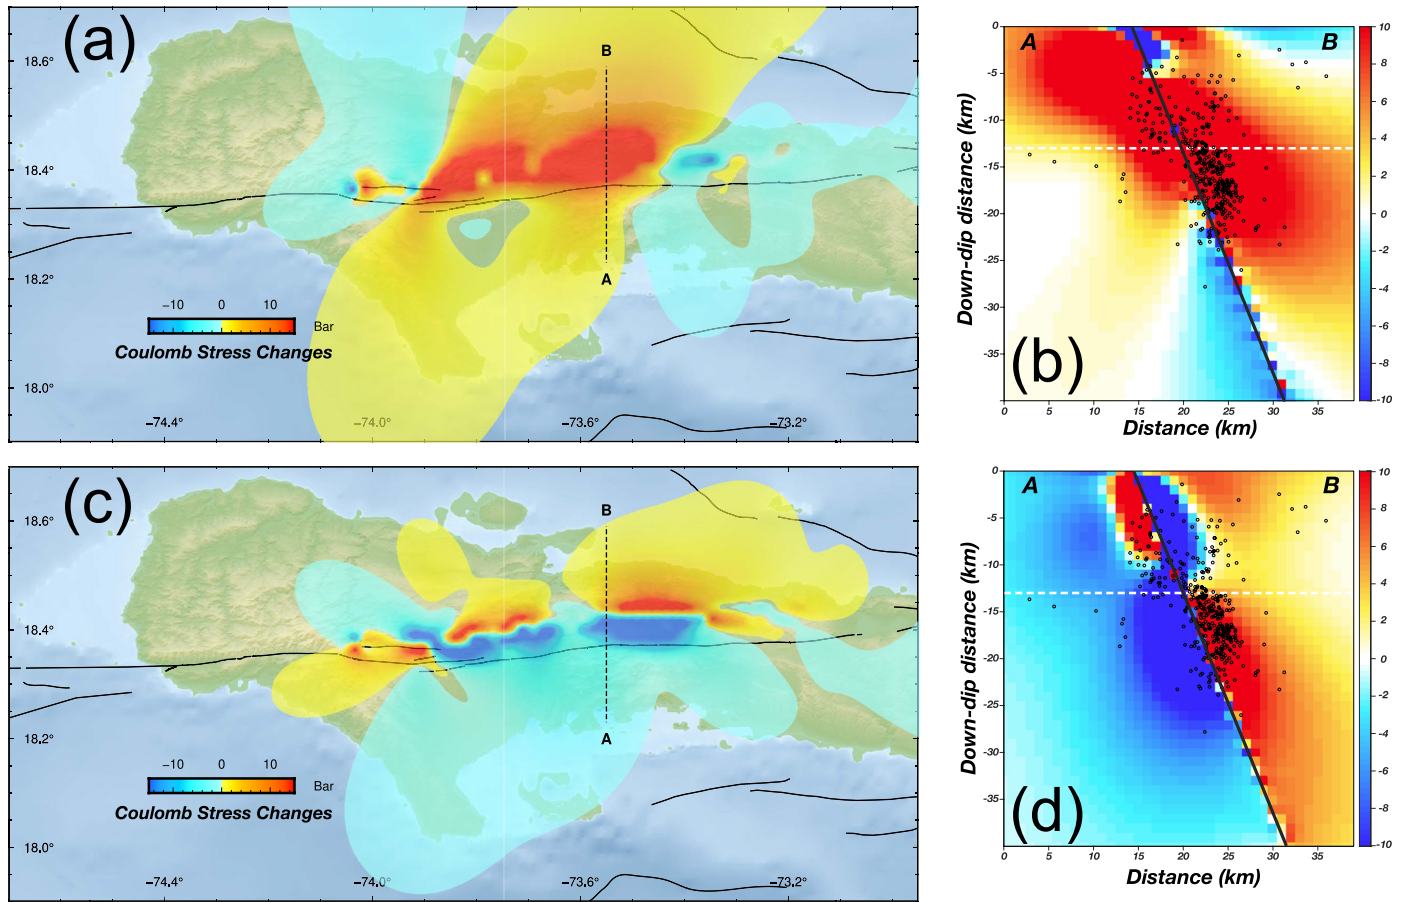 (a)
18.6°
18.4°
18.2°
18.0°
B
A
−10 0 10
Bar
Coulomb Stress Changes
−74.4° −74.0° −73.6° −73.2°
A B
0
-5
-10
-15
-20
-25
-30
-35
Down-dip distance (km)
(b)
0 5 10 15 20 25 30 35
Distance (km)
10
8
6
4
2
0
-2
-4
-6
-8
-10
(c)
18.6°
18.4°
18.2°
18.0°
B
A
−10 0 10
Bar
Coulomb Stress Changes
−74.4° −74.0° −73.6° −73.2°
A B
0
-5
-10
-15
-20
-25
-30
-35
Down-dip distance (km)
(d)
0 5 10 15 20 25 30 35
Distance (km)
10
8
6
4
2
0
-2
-4
-6
-8
-10